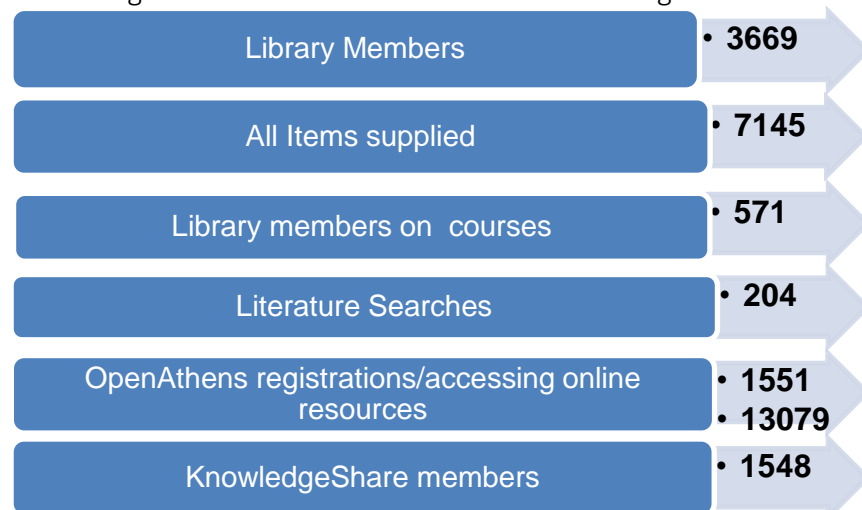 Library Members
• 3669
All Items supplied
• 7145
Library members on courses
• 571
Literature Searches
• 204
OpenAthens registrations/accessing online
resources
• 1551
• 13079
KnowledgeShare members
• 1548